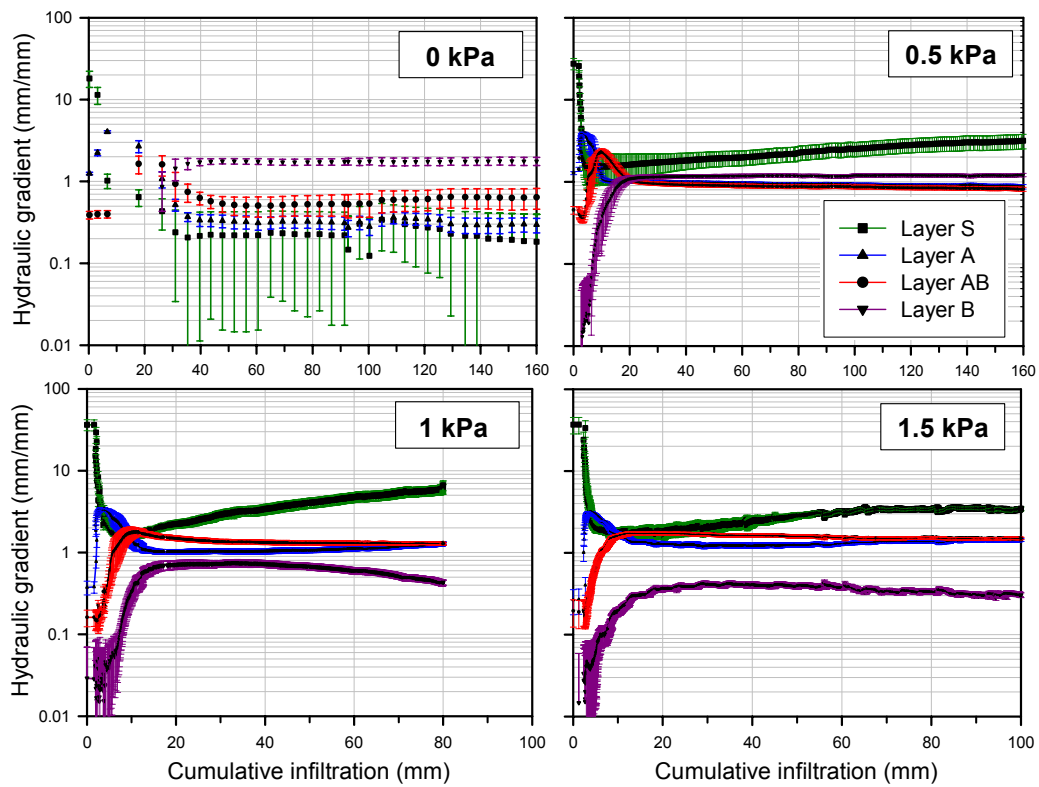 100
10
1
0.1
0.01
Hydraulic gradient (mm/mm)
0 kPa
0 20 40 60 80 100 120 140 160
0.5 kPa
Layer S
Layer A
Layer AB
Layer B
0 20 40 60 80 100 120 140 160
100
10
1
0.1
0.01
Hydraulic gradient (mm/mm)
1 kPa
0 20 40 60 80 100
Cumulative infiltration (mm)
1.5 kPa
0 20 40 60 80 100
Cumulative infiltration (mm)